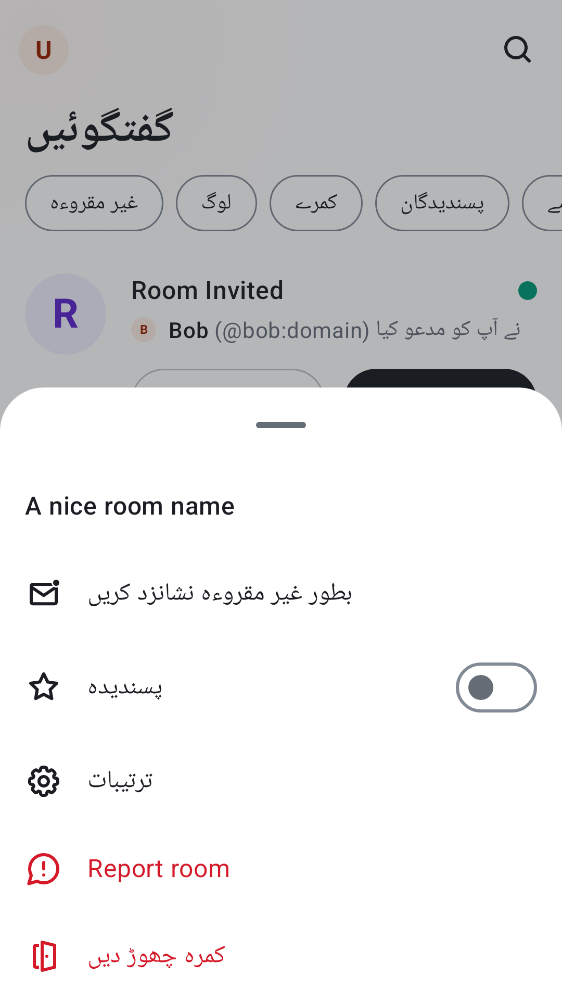 U
گفتگوئیں
غیر مقروءہ
لوگ
کمرے
پسندیدگان
R
Room Invited
B Bob (@bob:domain) نے آپ کو مدعو کیا
A nice room name
بطور غیر مقروءہ نشانزد کریں
پسندیدہ
ترتیبات
Report room
کمرہ چھوڑ دیں